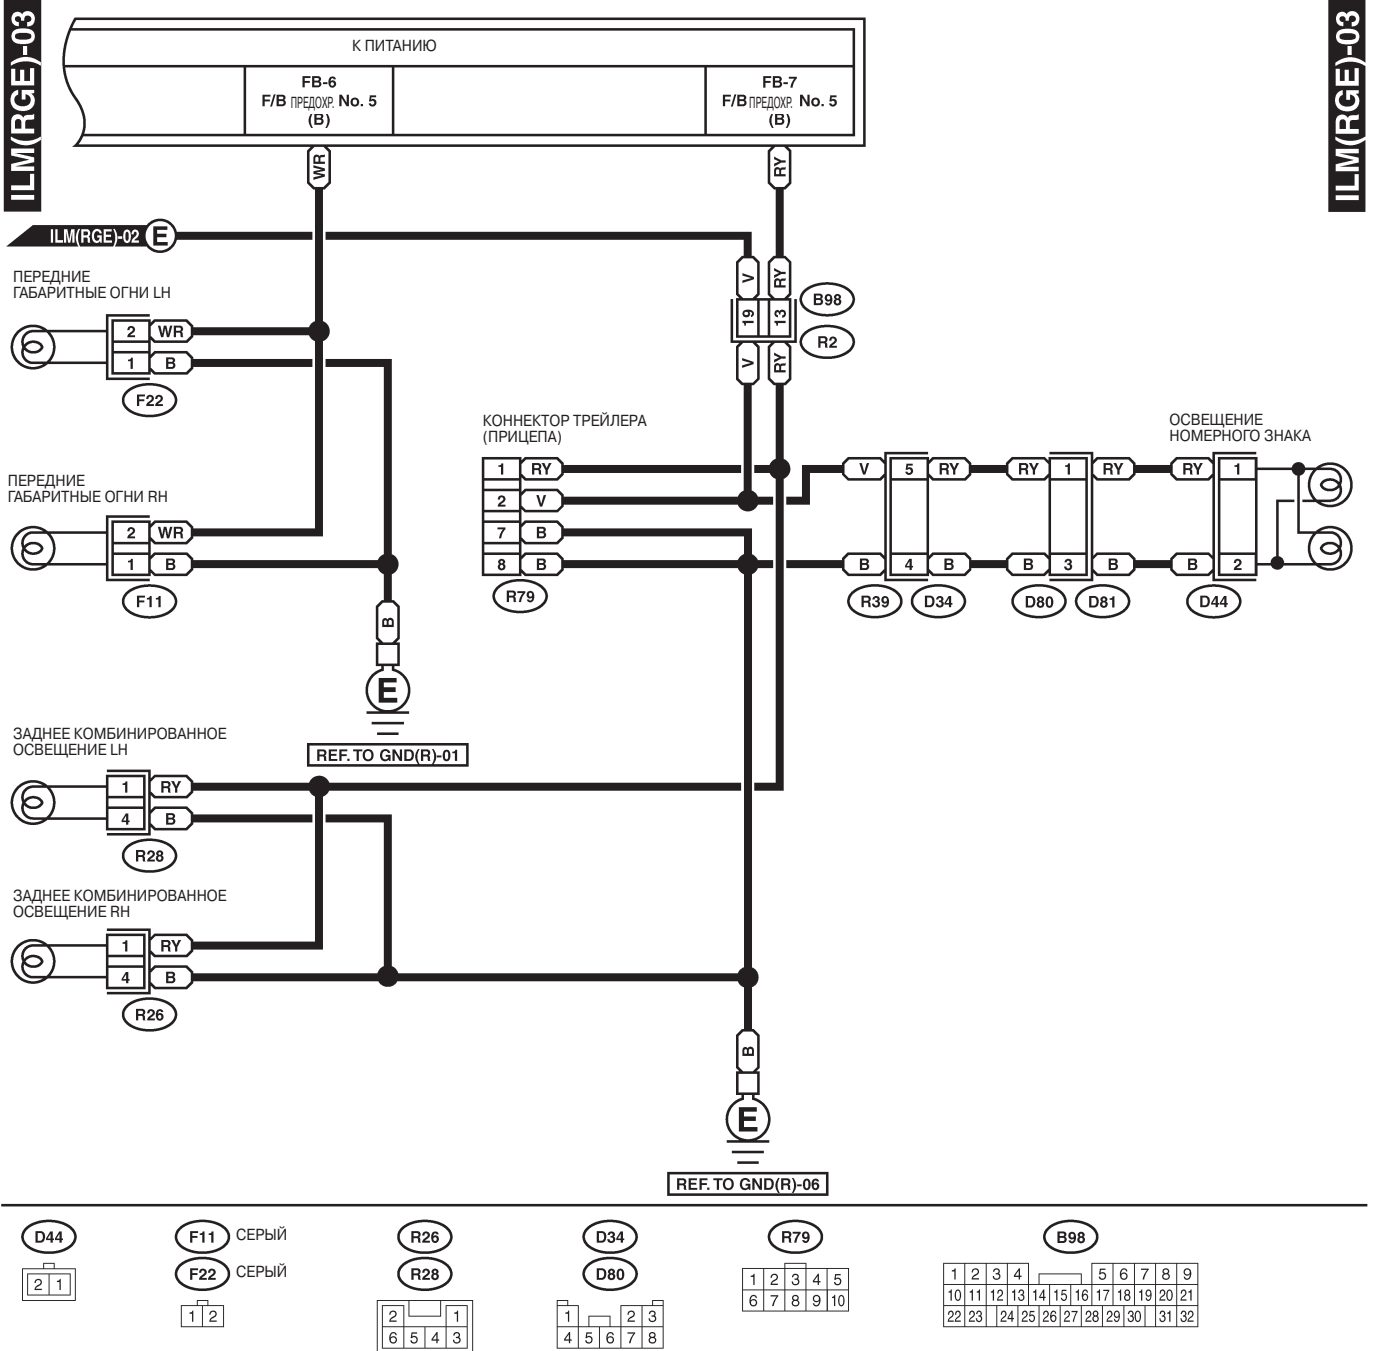 ILM(RGE)-03
ILM(RGE)-03
К ПИТАНИЮ
FB-6
F/B ПРЕДОХР. No. 5
(B)
FB-7
F/B ПРЕДОХР. No. 5
(B)
WR
RY
ILM(RGE)-02 E
V
RY
19
13
B98
R2
V
RY
ПЕРЕДНИЕ
ГАБАРИТНЫЕ ОГНИ LH
2 WR
1 B
F22
ПЕРЕДНИЕ
ГАБАРИТНЫЕ ОГНИ RH
2 WR
1 B
F11
B
E
REF. TO GND(R)-01
КОННЕКТОР ТРЕЙЛЕРА
(ПРИЦЕПА)
1 RY
2 V
7 B
8 B
R79
ОСВЕЩЕНИЕ
НОМЕРНОГО ЗНАКА
V 5 RY RY 1 RY RY 1
B 4 B B 3 B B 2
R39 D34 D80 D81 D44
ЗАДНЕЕ КОМБИНИРОВАННОЕ
ОСВЕЩЕНИЕ LH
1 RY
4 B
R28
ЗАДНЕЕ КОМБИНИРОВАННОЕ
ОСВЕЩЕНИЕ RH
1 RY
4 B
R26
B
E
REF. TO GND(R)-06
D44
2 1
F11 СЕРЫЙ
F22 СЕРЫЙ
1 2
R26
R28
2 1
6 5 4 3
D34
D80
1 2 3
4 5 6 7 8
R79
1 2 3 4 5
6 7 8 9 10
B98
1 2 3 4 5 6 7 8 9
10 11 12 13 14 15 16 17 18 19 20 21
22 23 24 25 26 27 28 29 30 31 32